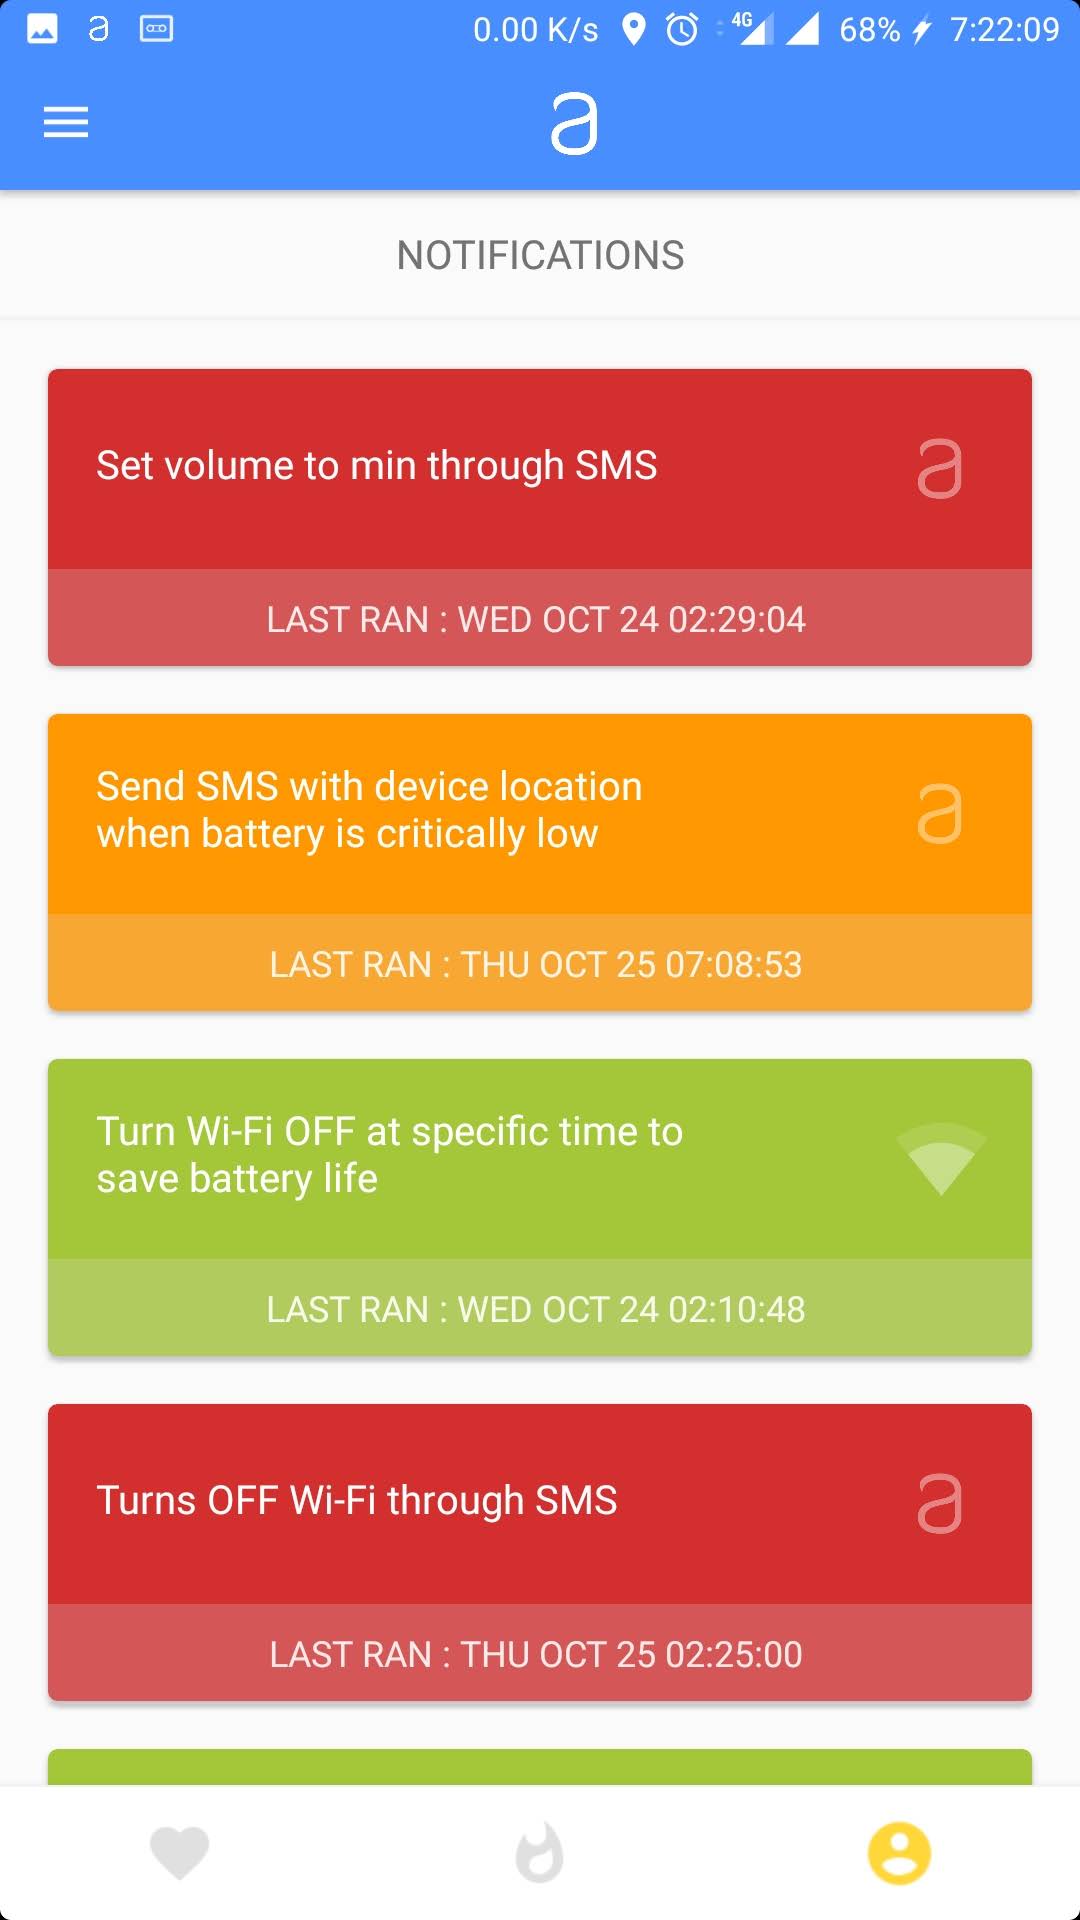 0.00 K/s 4G 68% 7:22:09
a
NOTIFICATIONS
Set volume to min through SMS
a
LAST RAN : WED OCT 24 02:29:04
Send SMS with device location
when battery is critically low
a
LAST RAN : THU OCT 25 07:08:53
Turn Wi-Fi OFF at specific time to
save battery life
LAST RAN : WED OCT 24 02:10:48
Turns OFF Wi-Fi through SMS
a
LAST RAN : THU OCT 25 02:25:00